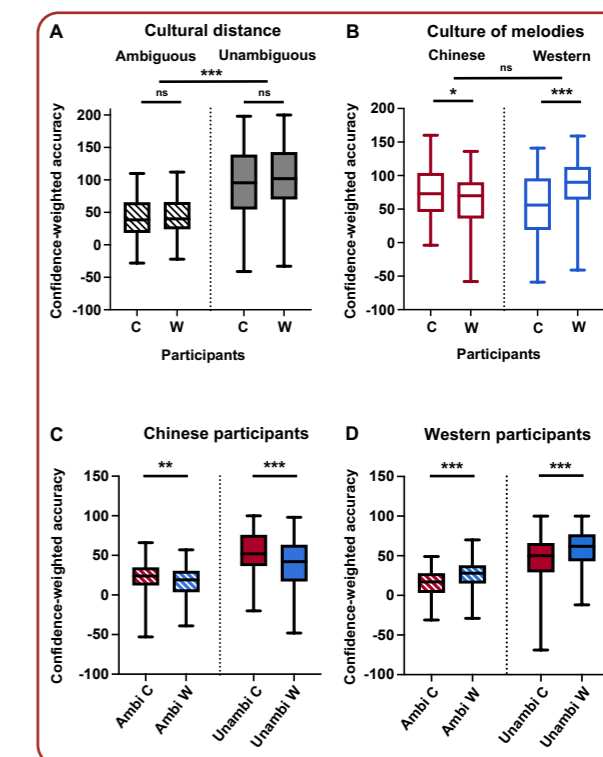 A
Cultural distance
Ambiguous Unambiguous
***
ns ns
Confidence-weighted accuracy
200
150
100
50
0
-50
-100
C W C W
Participants
B
Culture of melodies
Chinese Western
ns
* ***
Confidence-weighted accuracy
200
150
100
50
0
-50
-100
C W C W
Participants
C
Chinese participants
** ***
Confidence-weighted accuracy
150
100
50
0
-50
-100
Ambi C
Ambi W
Unambi C
Unambi W
D
Western participants
*** ***
Confidence-weighted accuracy
150
100
50
0
-50
-100
Ambi C
Ambi W
Unambi C
Unambi W